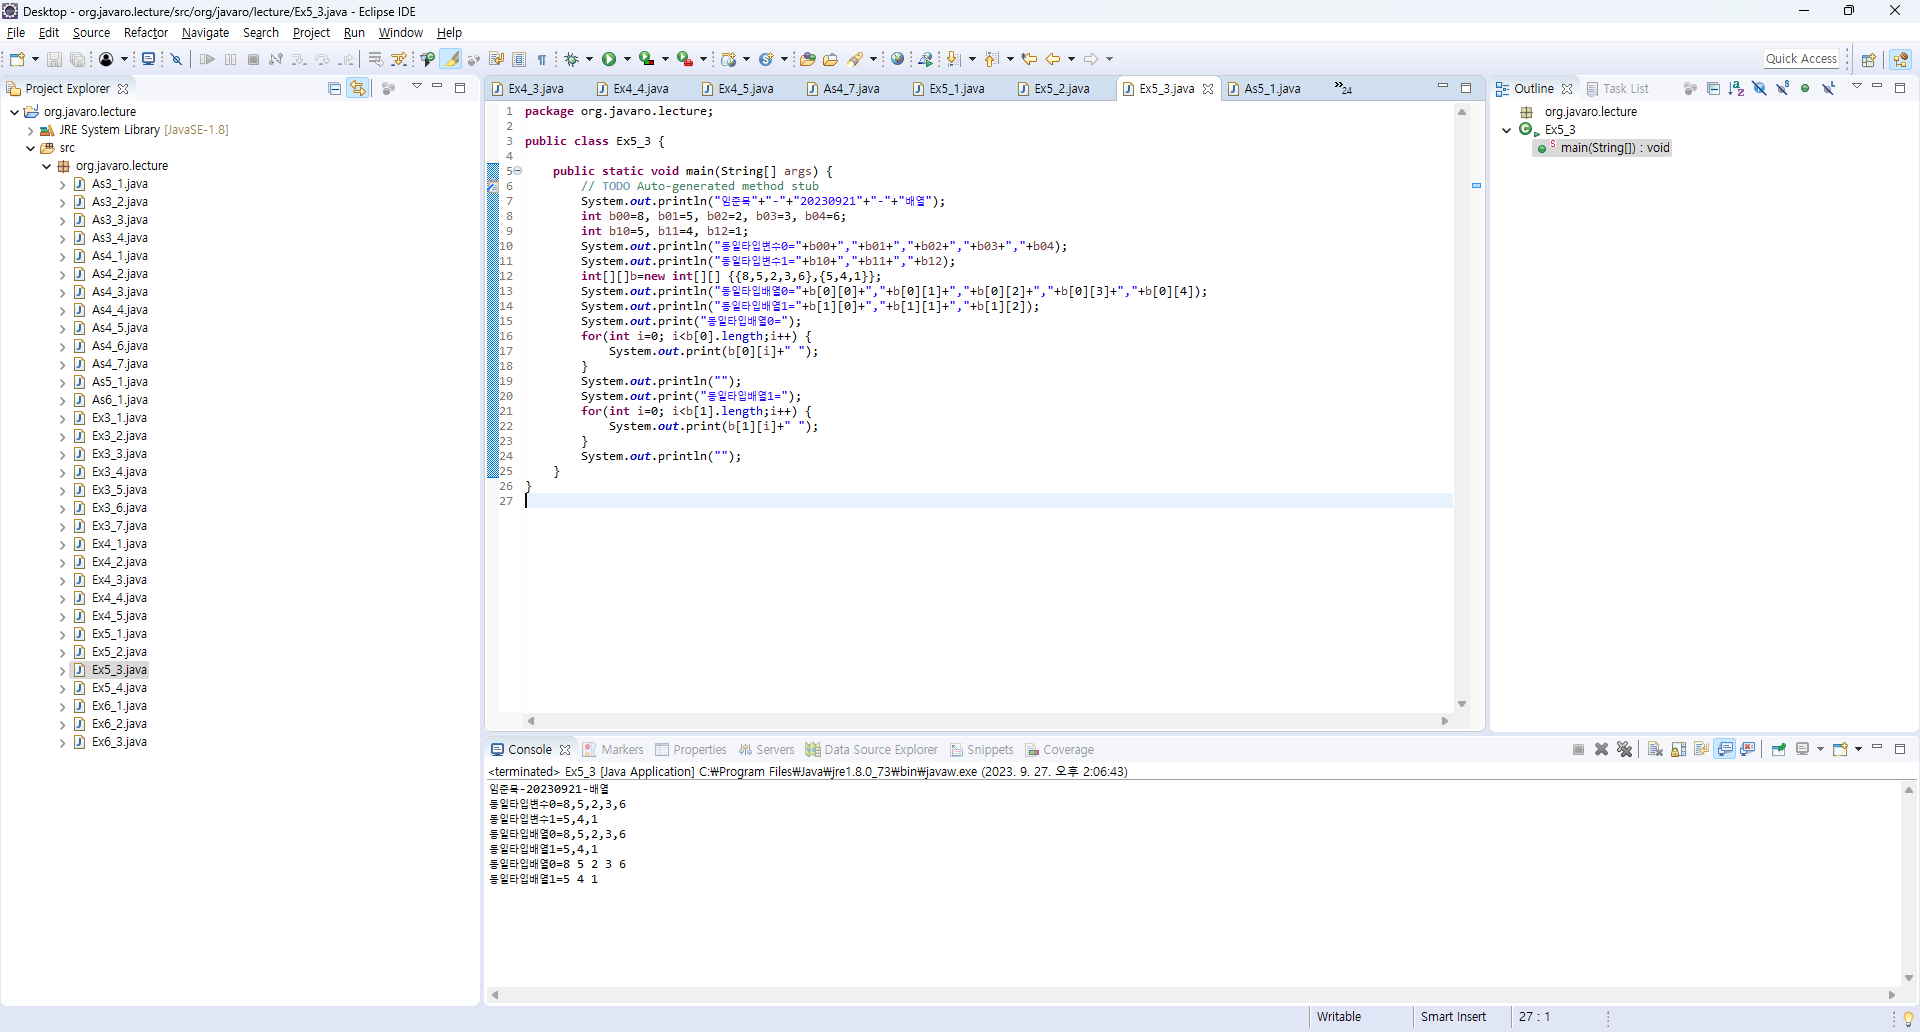 Desktop - org.javaro.lecture/src/org/javaro/lecture/Ex5_3.java - Eclipse IDE
File Edit Source Refactor Navigate Search Project Run Window Help
Quick Access
Project Explorer
org.javaro.lecture
JRE System Library [JavaSE-1.8]
src
org.javaro.lecture
As3_1.java
As3_2.java
As3_3.java
As3_4.java
As4_1.java
As4_2.java
As4_3.java
As4_4.java
As4_5.java
As4_6.java
As4_7.java
As5_1.java
As6_1.java
Ex3_1.java
Ex3_2.java
Ex3_3.java
Ex3_4.java
Ex3_5.java
Ex3_6.java
Ex3_7.java
Ex4_1.java
Ex4_2.java
Ex4_3.java
Ex4_4.java
Ex4_5.java
Ex5_1.java
Ex5_2.java
Ex5_3.java
Ex5_4.java
Ex6_1.java
Ex6_2.java
Ex6_3.java
Ex4_3.java Ex4_4.java Ex4_5.java As4_7.java Ex5_1.java Ex5_2.java Ex5_3.java As5_1.java »24
1 package org.javaro.lecture;
2
3 public class Ex5_3 {
4
5 public static void main(String[] args) {
6 // TODO Auto-generated method stub
7 System.out.println("임준묵"+"-"+"20230921"+"-"+"배열");
8 int b00=8, b01=5, b02=2, b03=3, b04=6;
9 int b10=5, b11=4, b12=1;
10 System.out.println("동일타입변수0="+b00+","+b01+","+b02+","+b03+","+b04);
11 System.out.println("동일타입변수1="+b10+","+b11+","+b12);
12 int[][]b=new int[][] {{8,5,2,3,6},{5,4,1}};
13 System.out.println("동일타입배열0="+b[0][0]+","+b[0][1]+","+b[0][2]+","+b[0][3]+","+b[0][4]);
14 System.out.println("동일타입배열1="+b[1][0]+","+b[1][1]+","+b[1][2]);
15 System.out.print("동일타입배열0=");
16 for(int i=0; i<b[0].length;i++) {
17 System.out.print(b[0][i]+" ");
18 }
19 System.out.println("");
20 System.out.print("동일타입배열1=");
21 for(int i=0; i<b[1].length;i++) {
22 System.out.print(b[1][i]+" ");
23 }
24 System.out.println("");
25 }
26 }
27
Outline Task List
org.javaro.lecture
Ex5_3
main(String[]) : void
Console Markers Properties Servers Data Source Explorer Snippets Coverage
<terminated> Ex5_3 [Java Application] C:₩Program Files₩Java₩jre1.8.0_73₩bin₩javaw.exe (2023. 9. 27. 오후 2:06:43)
임준묵-20230921-배열
동일타입변수0=8,5,2,3,6
동일타입변수1=5,4,1
동일타입배열0=8,5,2,3,6
동일타입배열1=5,4,1
동일타입배열0=8 5 2 3 6
동일타입배열1=5 4 1
Writable Smart Insert 27 : 1